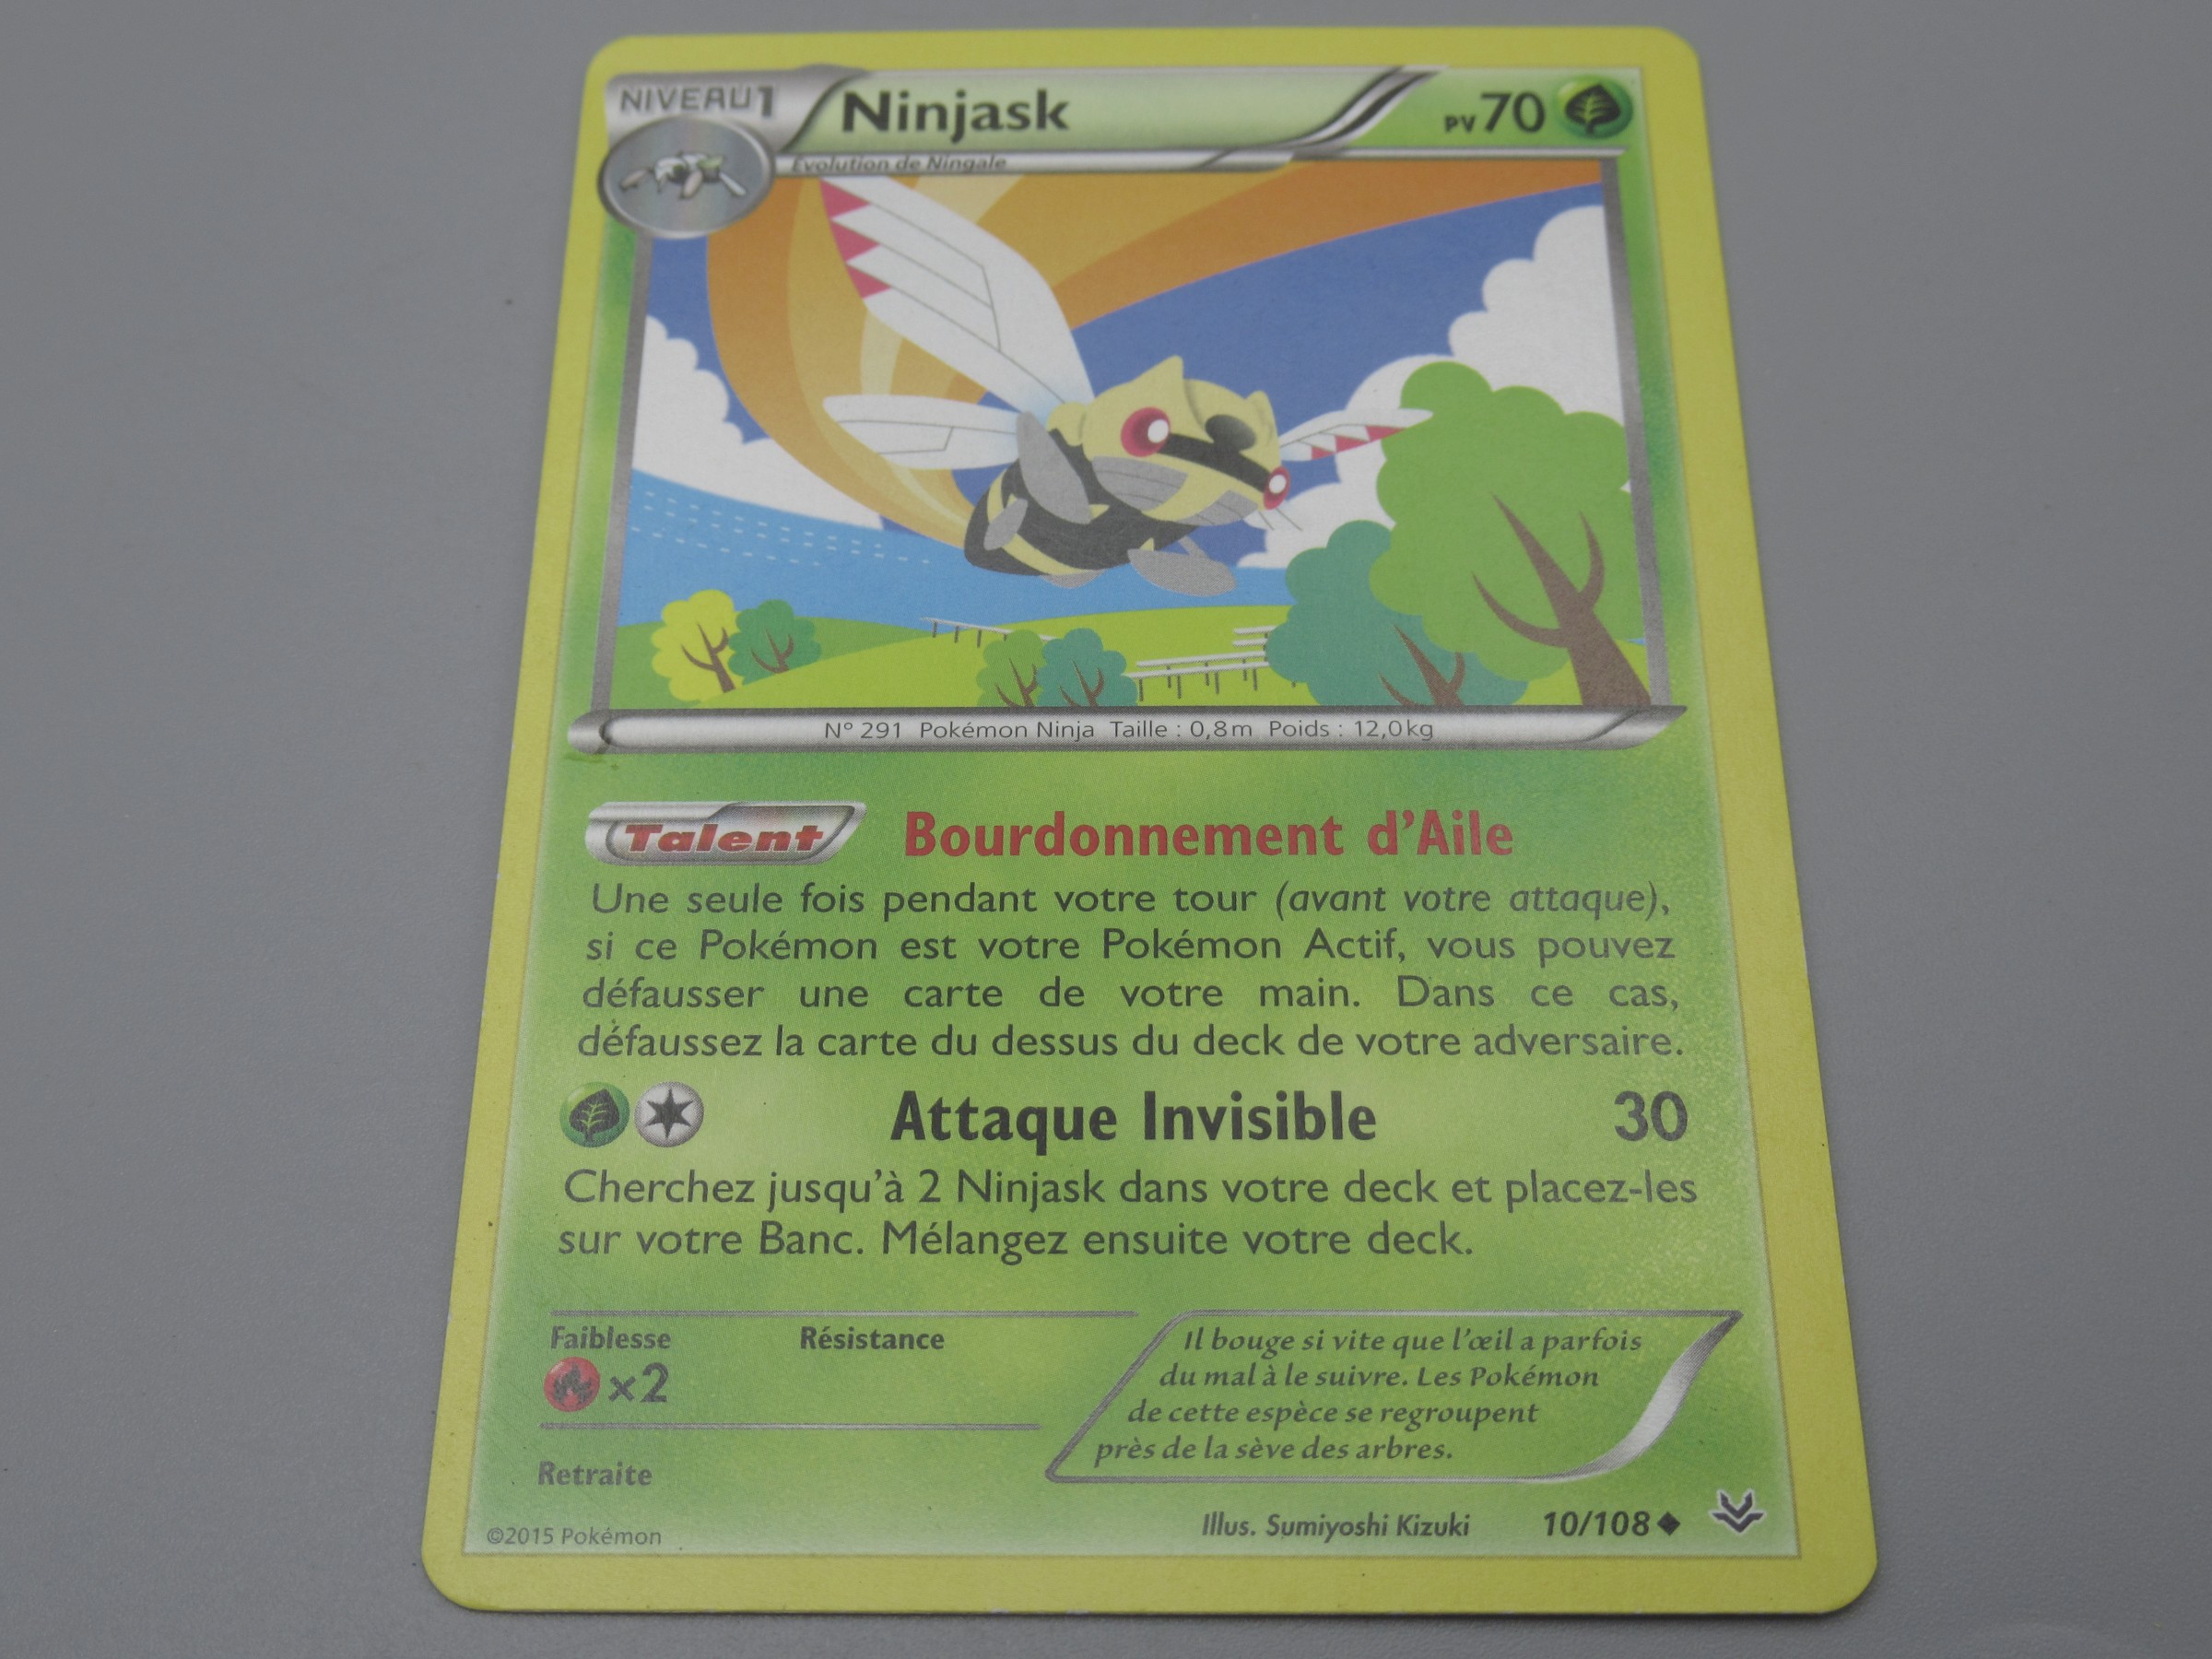 NIVEAU 1
Ninjask
PV 70
Évolution de Ningale
N° 291 Pokémon Ninja Taille : 0,8m Poids : 12,0kg
Talent Bourdonnement d'Aile
Une seule fois pendant votre tour (avant votre attaque),
si ce Pokémon est votre Pokémon Actif, vous pouvez
défausser une carte de votre main. Dans ce cas,
défaussez la carte du dessus du deck de votre adversaire.
Attaque Invisible 30
Cherchez jusqu'à 2 Ninjask dans votre deck et placez-les
sur votre Banc. Mélangez ensuite votre deck.
Faiblesse Résistance
×2
Retraite
Il bouge si vite que l'œil a parfois
du mal à le suivre. Les Pokémon
de cette espèce se regroupent
près de la sève des arbres.
©2015 Pokémon
Illus. Sumiyoshi Kizuki 10/108